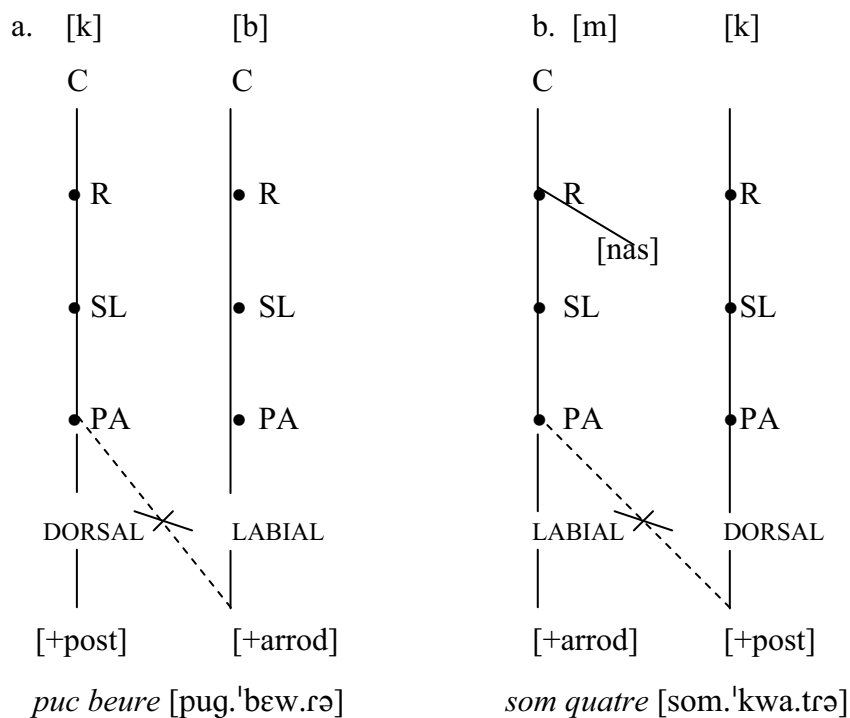 a. [k] [b] b. [m] [k]
C C C
R R R R
[nas]
SL SL SL SL
PA PA PA PA
DORSAL LABIAL LABIAL DORSAL
[+post] [+arrod] [+arrod] [+post]
puc beure [puɡ.ˈbɛw.ɾə] som quatre [som.ˈkwa.tɾə]